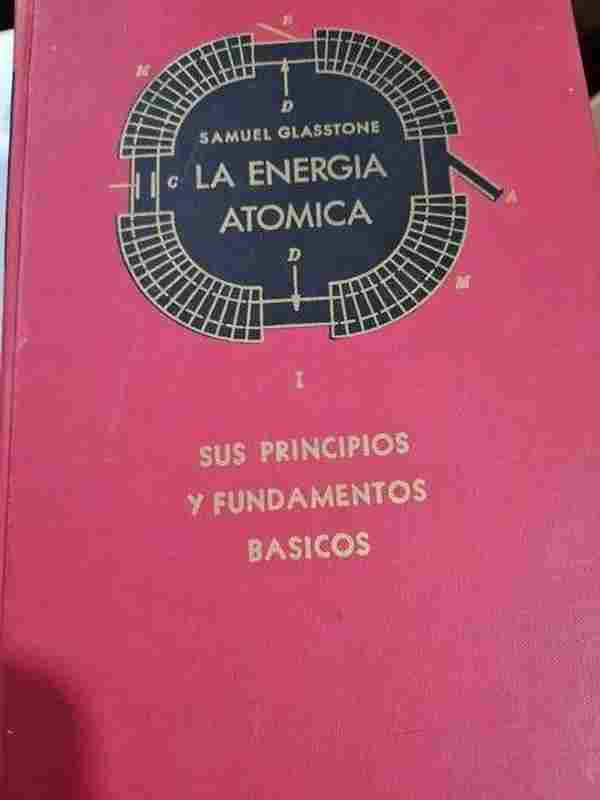 B
M
D
SAMUEL GLASSTONE
C LA ENERGIA
A
ATOMICA
D
M
I
SUS PRINCIPIOS
Y FUNDAMENTOS
BASICOS